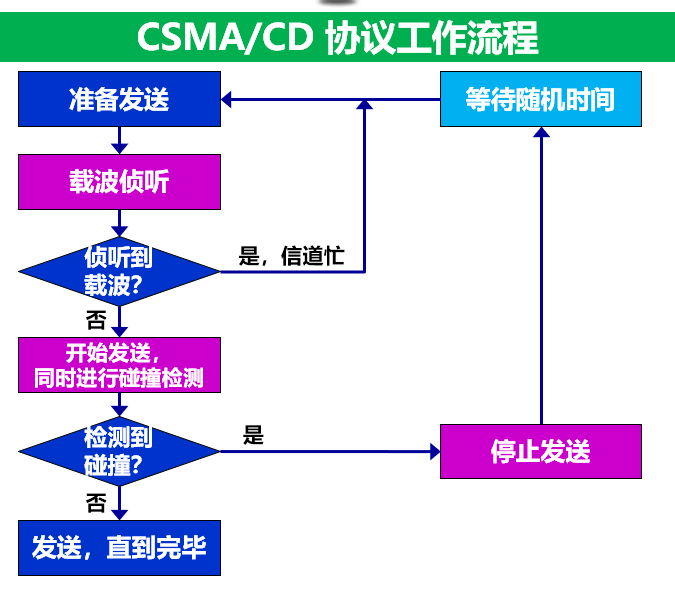 CSMA/CD 协议工作流程
准备发送
等待随机时间
载波侦听
侦听到
载波？
是，信道忙
否
开始发送，
同时进行碰撞检测
检测到
碰撞？
是
停止发送
否
发送，直到完毕